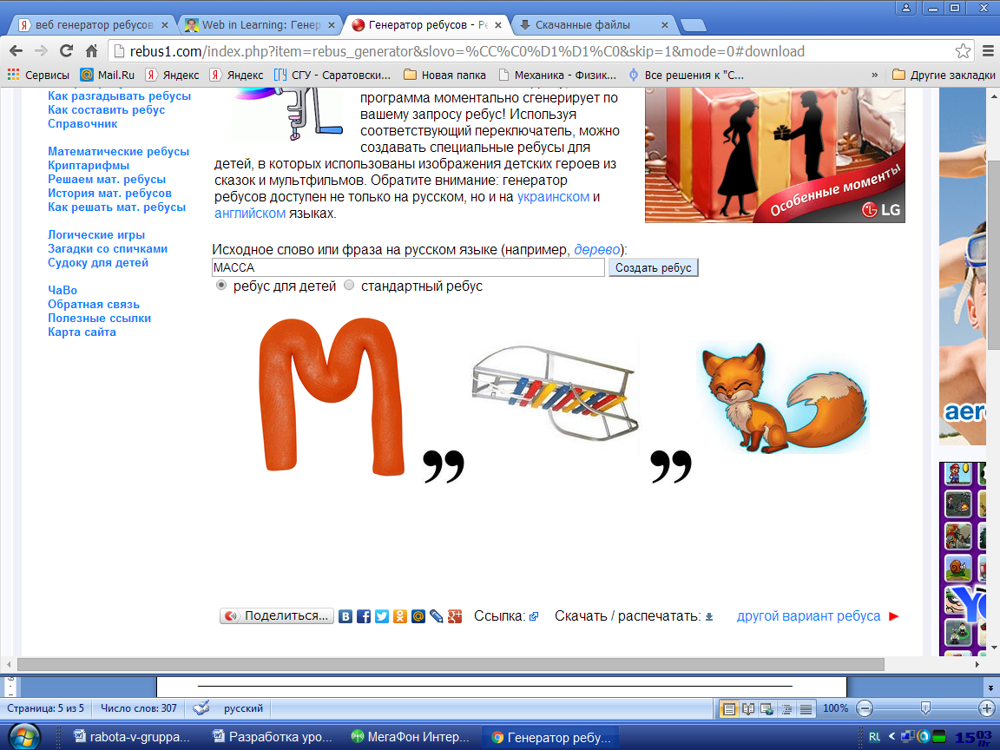 веб генератор ребусов
Web in Learning: Генер
Генератор ребусов - Ре
Скачанные файлы
rebus1.com/index.php?item=rebus_generator&slovo=%CC%C0%D1%D1%C0&skip=1&mode=0#download
Сервисы
Mail.Ru
Яндекс
Яндекс
СГУ - Саратовски...
Новая папка
Механика - Физик...
Все решения к "С...
»
Другие закладки
Как разгадывать ребусы
Как составить ребус
Справочник
Математические ребусы
Криптарифмы
Решаем мат. ребусы
История мат. ребусов
Как решать мат. ребусы
Логические игры
Загадки со спичками
Судоку для детей
ЧаВо
Обратная связь
Полезные ссылки
Карта сайта
программа моментально сгенерирует по
вашему запросу ребус! Используя
соответствующий переключатель, можно
создавать специальные ребусы для
детей, в которых использованы изображения детских героев из
сказок и мультфильмов. Обратите внимание: генератор
ребусов доступен не только на русском, но и на украинском и
английском языках.
Особенные моменты
LG
Исходное слово или фраза на русском языке (например, дерево):
МАССА
Создать ребус
ребус для детей
стандартный ребус
М ,, ,,
aer
Поделиться...
Ссылка:
Скачать / распечатать:
другой вариант ребуса
Страница: 5 из 5
Число слов: 307
русский
100%
rabota-v-gruppa...
Разработка уро...
МегаФон Интер...
Генератор ребу...
RL
15 03
Пт